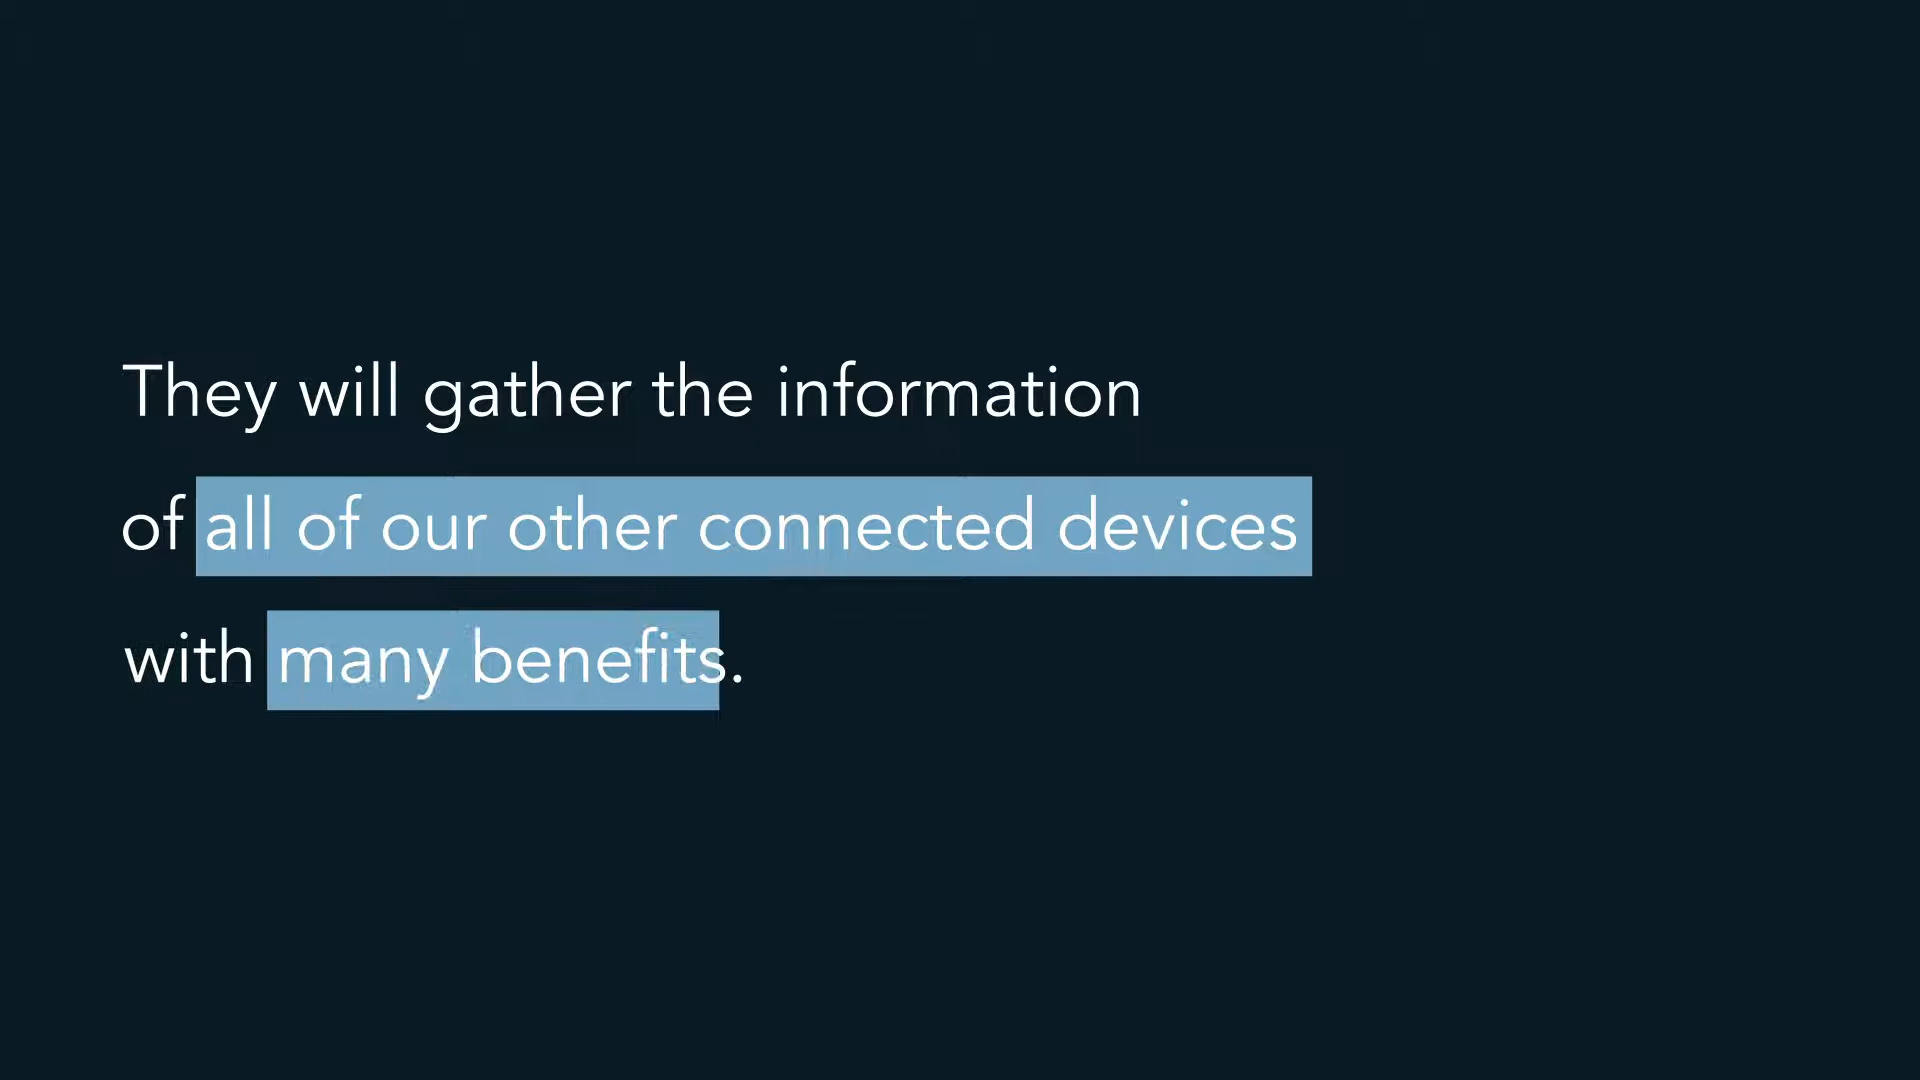 They will gather the information
of all of our other connected devices
with many benefits.